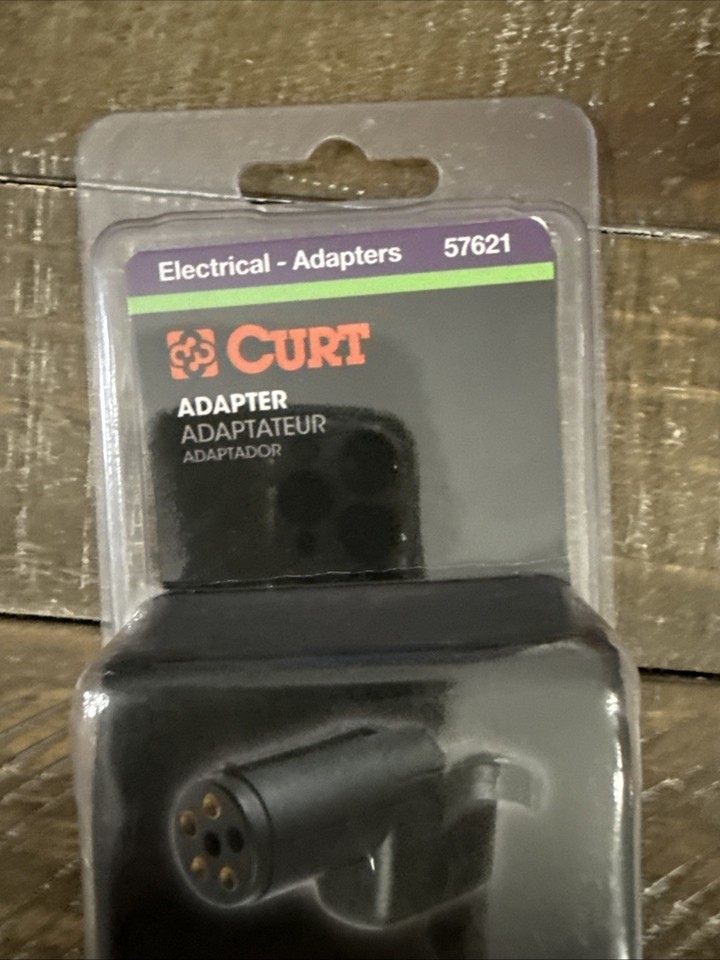 Electrical - Adapters 57621
CURT
ADAPTER
ADAPTATEUR
ADAPTADOR